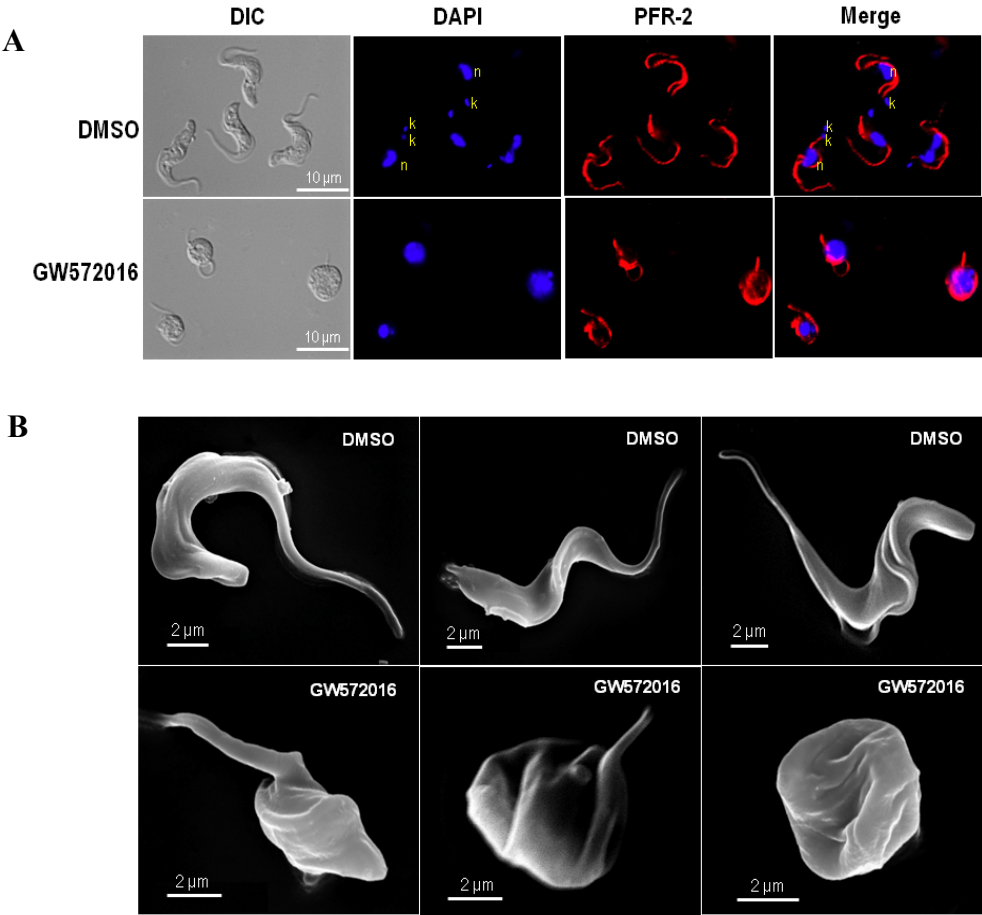 A
DIC DAPI PFR-2 Merge
DMSO
n
k
k
k
n
n
k
k
k
n
10 µm
GW572016
10 µm
B
DMSO DMSO DMSO
2 µm 2 µm 2 µm
GW572016 GW572016 GW572016
2 µm 2 µm 2 µm